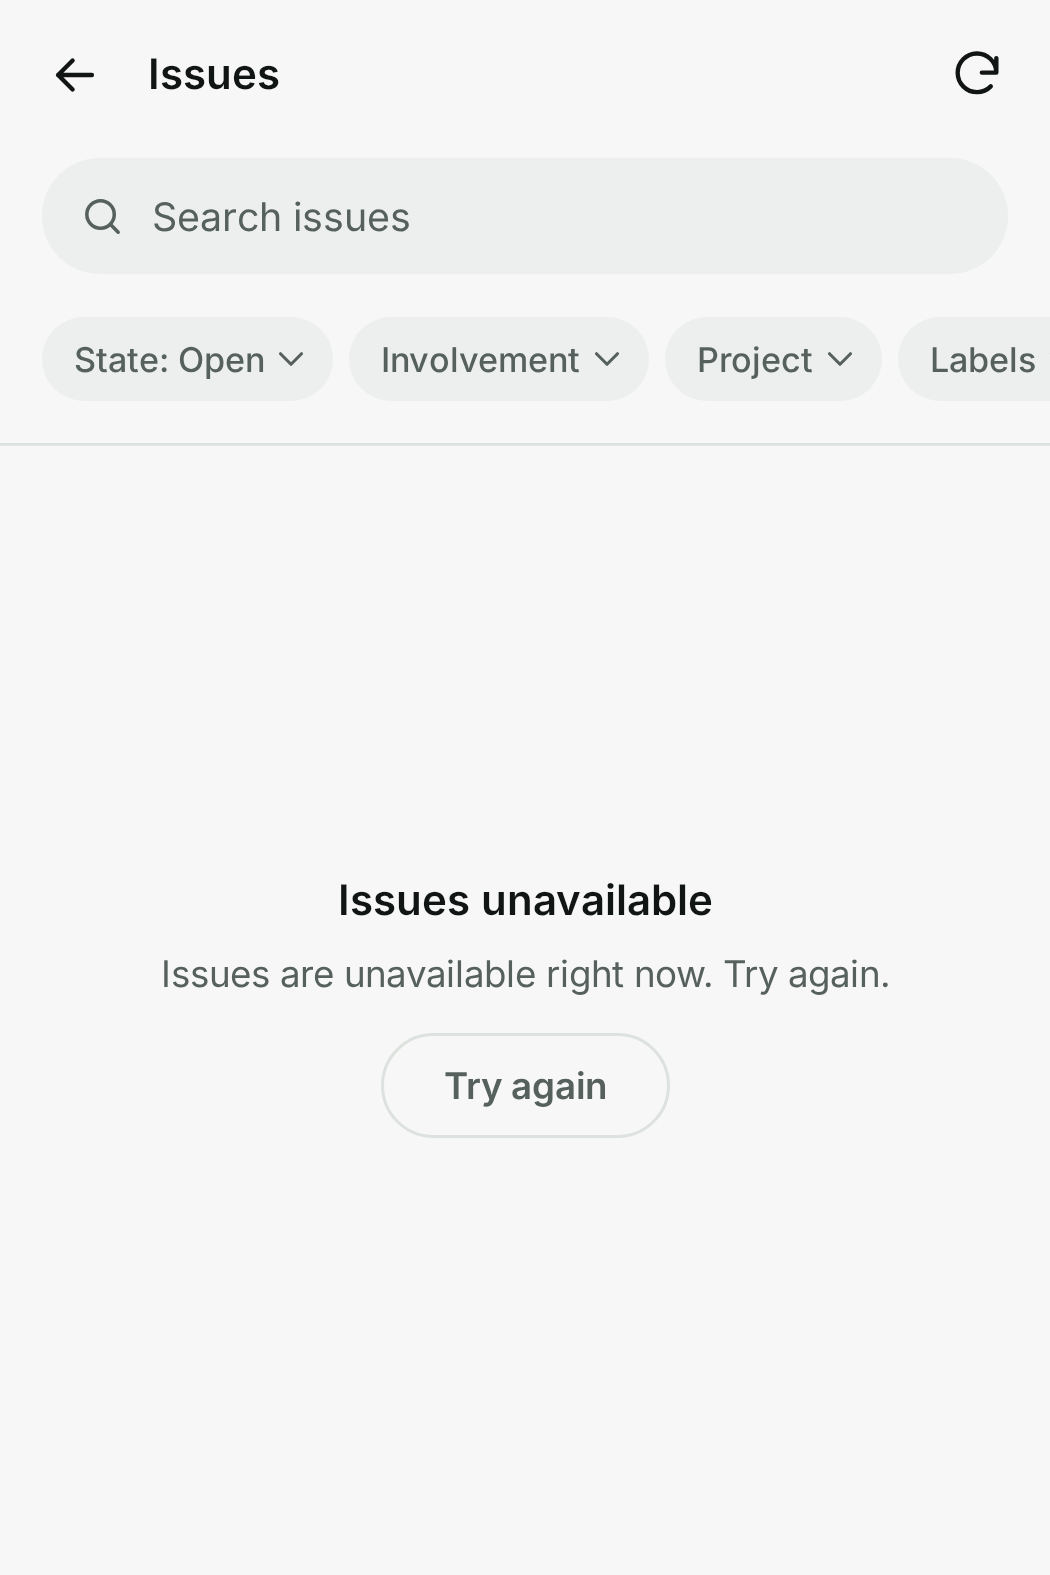 Issues
Search issues
State: Open
Involvement
Project
Labels
Issues unavailable
Issues are unavailable right now. Try again.
Try again